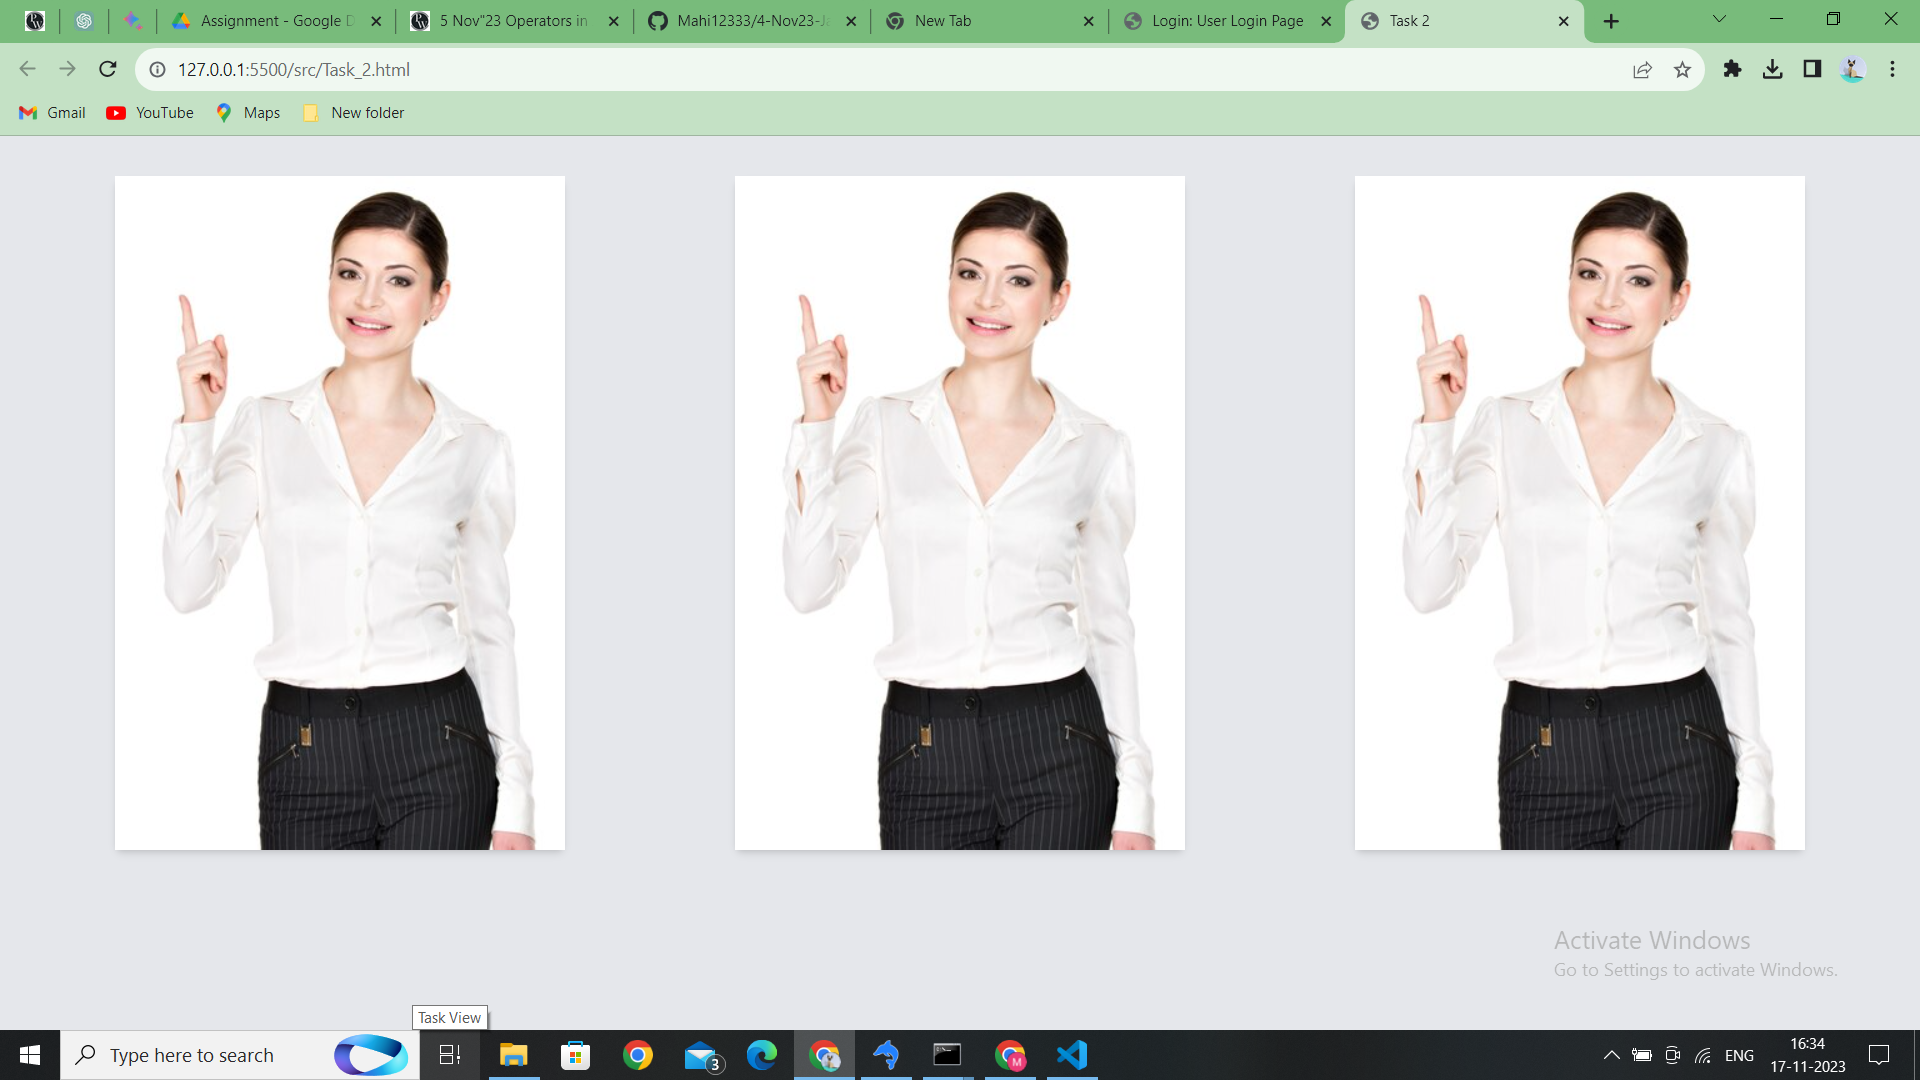 Assignment - Google D
5 Nov"23 Operators in
Mahi12333/4-Nov23-Ja
New Tab
Login: User Login Page
Task 2
127.0.0.1:5500/src/Task_2.html
Gmail
YouTube
Maps
New folder
Activate Windows
Go to Settings to activate Windows.
Task View
Type here to search
3
M
ENG
16:34
17-11-2023